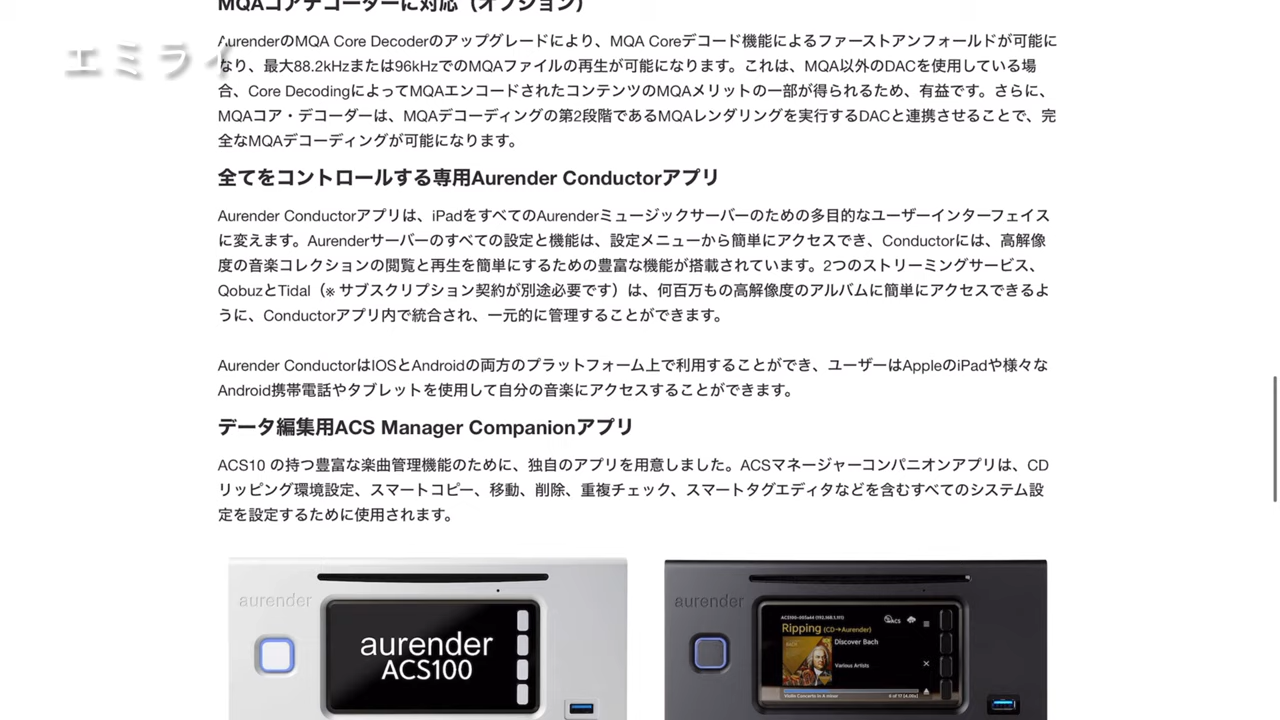 MQAコアデコーダーに対応（オプション）
エミライ
AurenderのMQA Core Decoderのアップグレードにより、MQA Coreデコード機能によるファーストアンフォールドが可能に
なり、最大88.2kHzまたは96kHzでのMQAファイルの再生が可能になります。これは、MQA以外のDACを使用している場
合、Core DecodingによってMQAエンコードされたコンテンツのMQAメリットの一部が得られるため、有益です。さらに、
MQAコア・デコーダーは、MQAデコーディングの第2段階であるMQAレンダリングを実行するDACと連携させることで、完
全なMQAデコーディングが可能になります。
全てをコントロールする専用Aurender Conductorアプリ
Aurender Conductorアプリは、iPadをすべてのAurenderミュージックサーバーのための多目的なユーザーインターフェイス
に変えます。Aurenderサーバーのすべての設定と機能は、設定メニューから簡単にアクセスでき、Conductorには、高解像
度の音楽コレクションの閲覧と再生を簡単にするための豊富な機能が搭載されています。2つのストリーミングサービス、
QobuzとTidal（※ サブスクリプション契約が別途必要です）は、何百万もの高解像度のアルバムに簡単にアクセスできるよ
うに、Conductorアプリ内で統合され、一元的に管理することができます。
Aurender ConductorはIOSとAndroidの両方のプラットフォーム上で利用することができ、ユーザーはAppleのiPadや様々な
Android携帯電話やタブレットを使用して自分の音楽にアクセスすることができます。
データ編集用ACS Manager Companionアプリ
ACS10 の持つ豊富な楽曲管理機能のために、独自のアプリを用意しました。ACSマネージャーコンパニオンアプリは、CD
リッピング環境設定、スマートコピー、移動、削除、重複チェック、スマートタグエディタなどを含むすべてのシステム設
定を設定するために使用されます。
aurender
aurender
ACS100
aurender
Ripping (CD→Aurender)
ACS
Discover Bach
Various Artists
Violin Concerto in A minor
6 of 17 [4.00x]